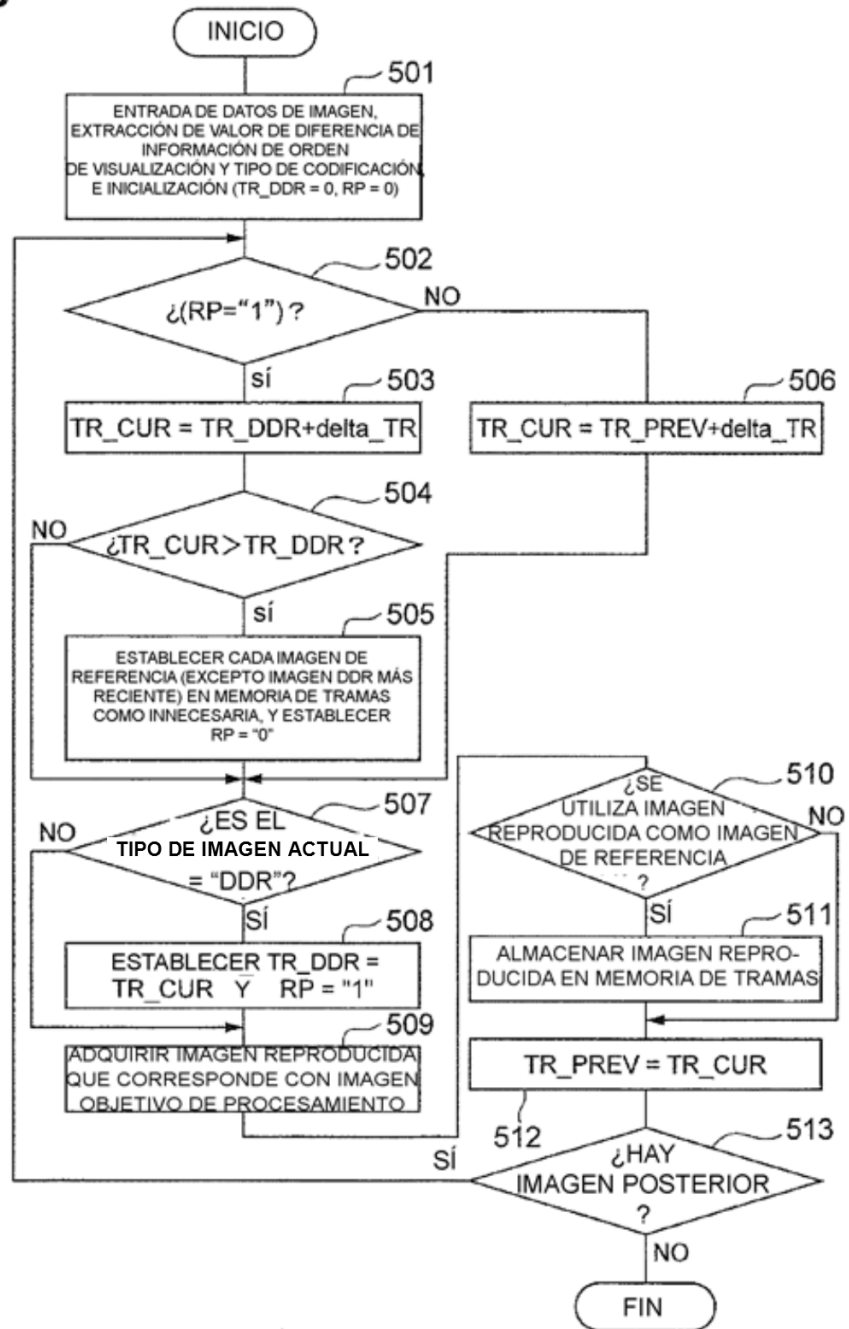 INICIO
501
ENTRADA DE DATOS DE IMAGEN,
EXTRACCIÓN DE VALOR DE DIFERENCIA DE
INFORMACIÓN DE ORDEN
DE VISUALIZACIÓN Y TIPO DE CODIFICACIÓN,
E INICIALIZACIÓN (TR_DDR = 0, RP = 0)
502
¿(RP="1")?
NO
SÍ
503
TR_CUR = TR_DDR+delta_TR
506
TR_CUR = TR_PREV+delta_TR
504
NO
¿TR_CUR>TR_DDR?
SÍ
505
ESTABLECER CADA IMAGEN DE
REFERENCIA (EXCEPTO IMAGEN DDR MÁS
RECIENTE) EN MEMORIA DE TRAMAS
COMO INNECESARIA, Y ESTABLECER
RP = "0"
507
NO
¿ES EL
TIPO DE IMAGEN ACTUAL
= "DDR"?
SÍ
508
ESTABLECER TR_DDR =
TR_CUR Y RP = "1"
509
ADQUIRIR IMAGEN REPRODUCIDA
QUE CORRESPONDE CON IMAGEN
OBJETIVO DE PROCESAMIENTO
510
¿SE
UTILIZA IMAGEN
REPRODUCIDA COMO IMAGEN
DE REFERENCIA
?
NO
SÍ
511
ALMACENAR IMAGEN REPRO-
DUCIDA EN MEMORIA DE TRAMAS
TR_PREV = TR_CUR
512
513
SÍ
¿HAY
IMAGEN POSTERIOR
?
NO
FIN